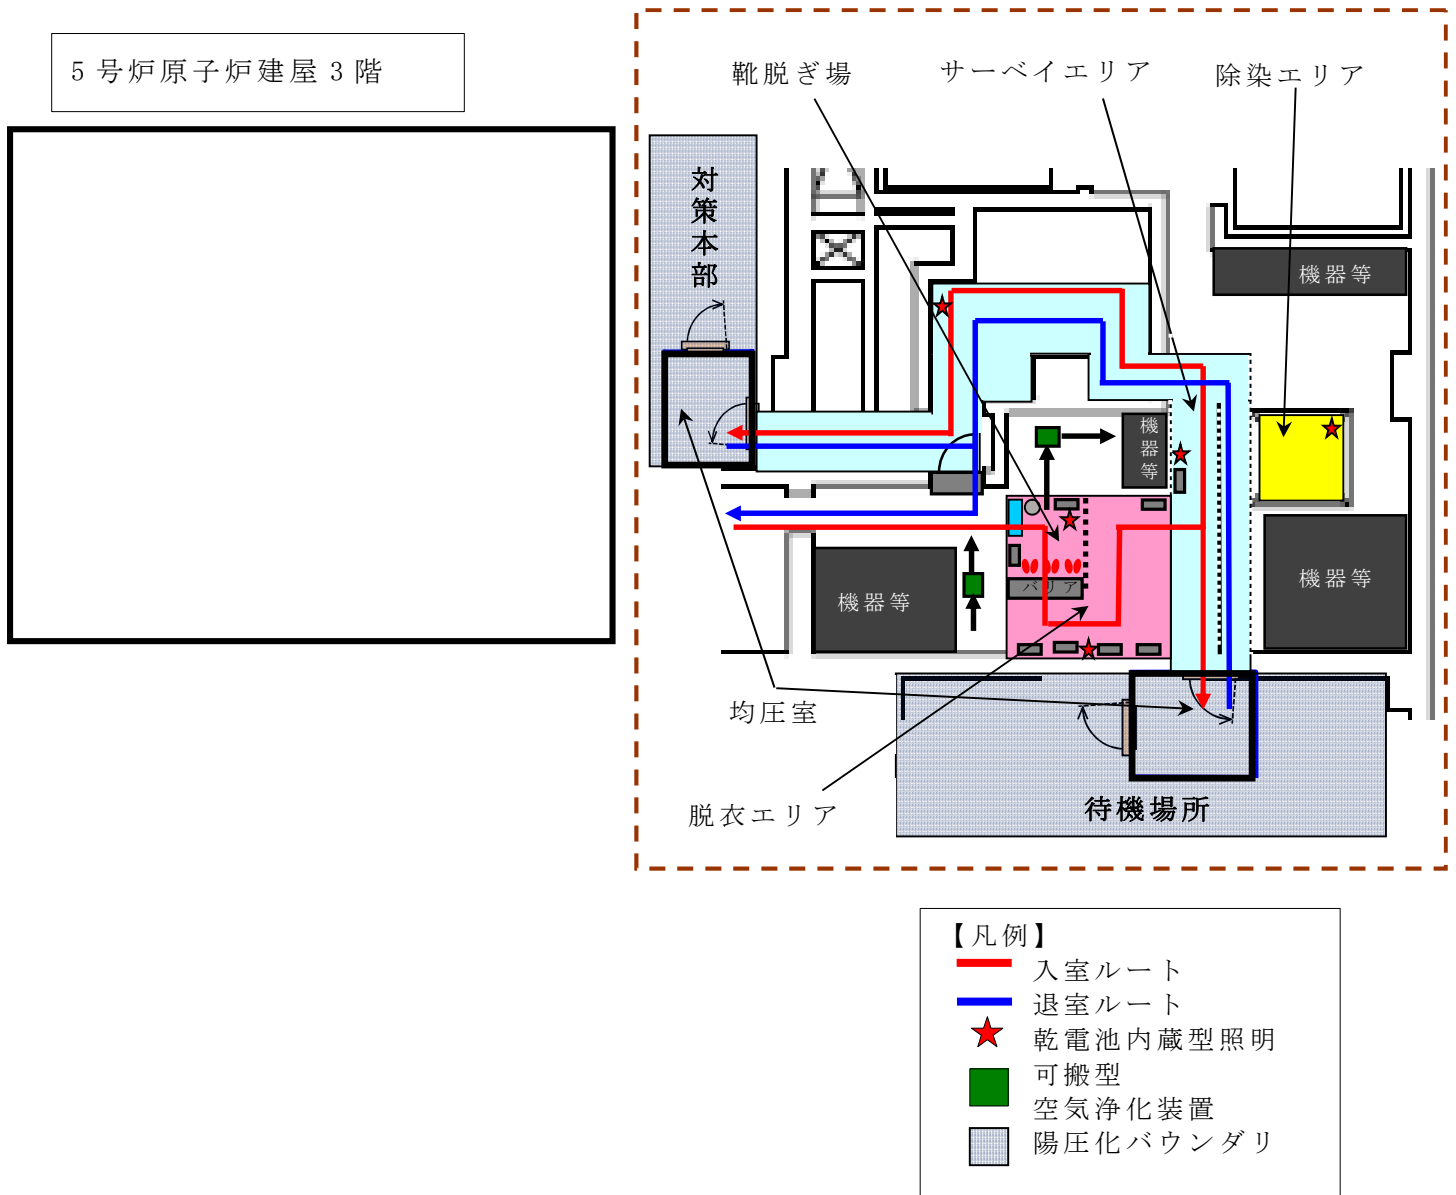 5号炉原子炉建屋3階
靴脱ぎ場
サーベイエリア
除染エリア
対策本部
機器等
機器等
バリア
機器等
機器等
均圧室
脱衣エリア
待機場所
【凡例】
入室ルート
退室ルート
乾電池内蔵型照明
可搬型
空気浄化装置
陽圧化バウンダリ